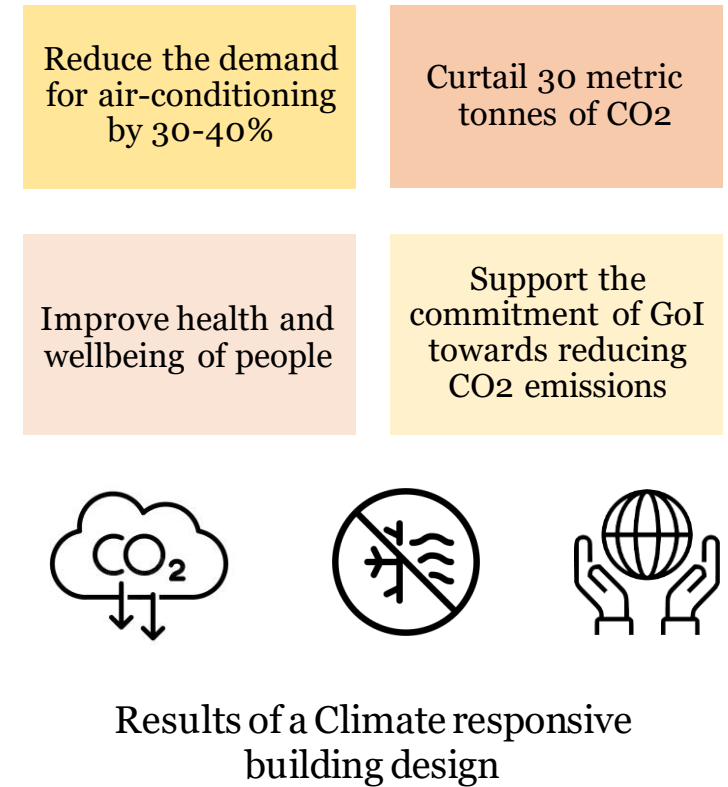 Reduce the demand
for air-conditioning
by 30-40%
Curtail 30 metric
tonnes of CO2
Improve health and
wellbeing of people
Support the
commitment of GoI
towards reducing
CO2 emissions
CO2
Results of a Climate responsive
building design